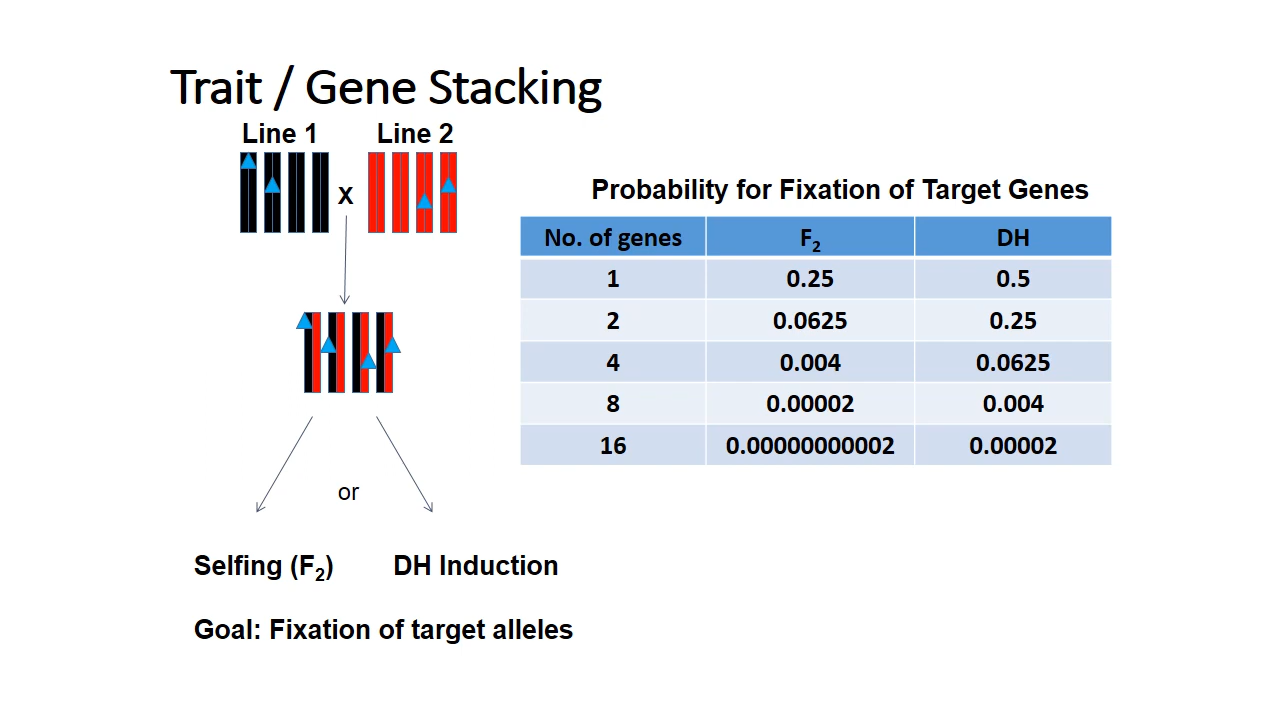 Trait / Gene Stacking
Line 1 Line 2
X
Probability for Fixation of Target Genes
No. of genes F2 DH
1 0.25 0.5
2 0.0625 0.25
4 0.004 0.0625
8 0.00002 0.004
16 0.00000000002 0.00002
or
Selfing (F2) DH Induction
Goal: Fixation of target alleles